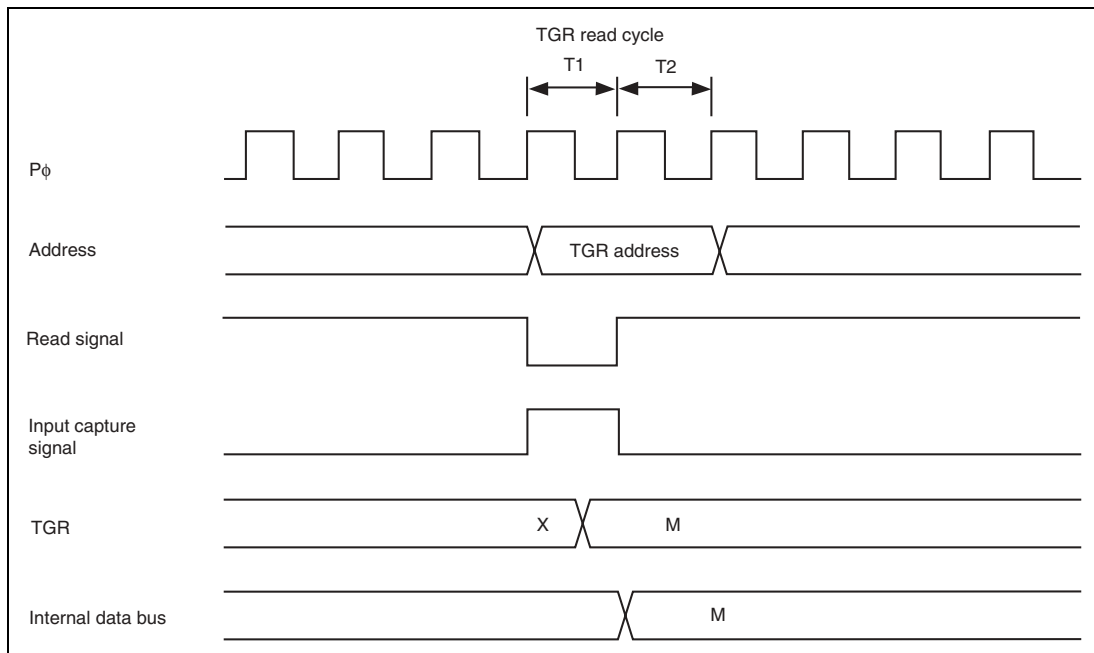 TGR read cycle
T1 T2
Pϕ
Address
TGR address
Read signal
Input capture
signal
TGR
X M
Internal data bus
M